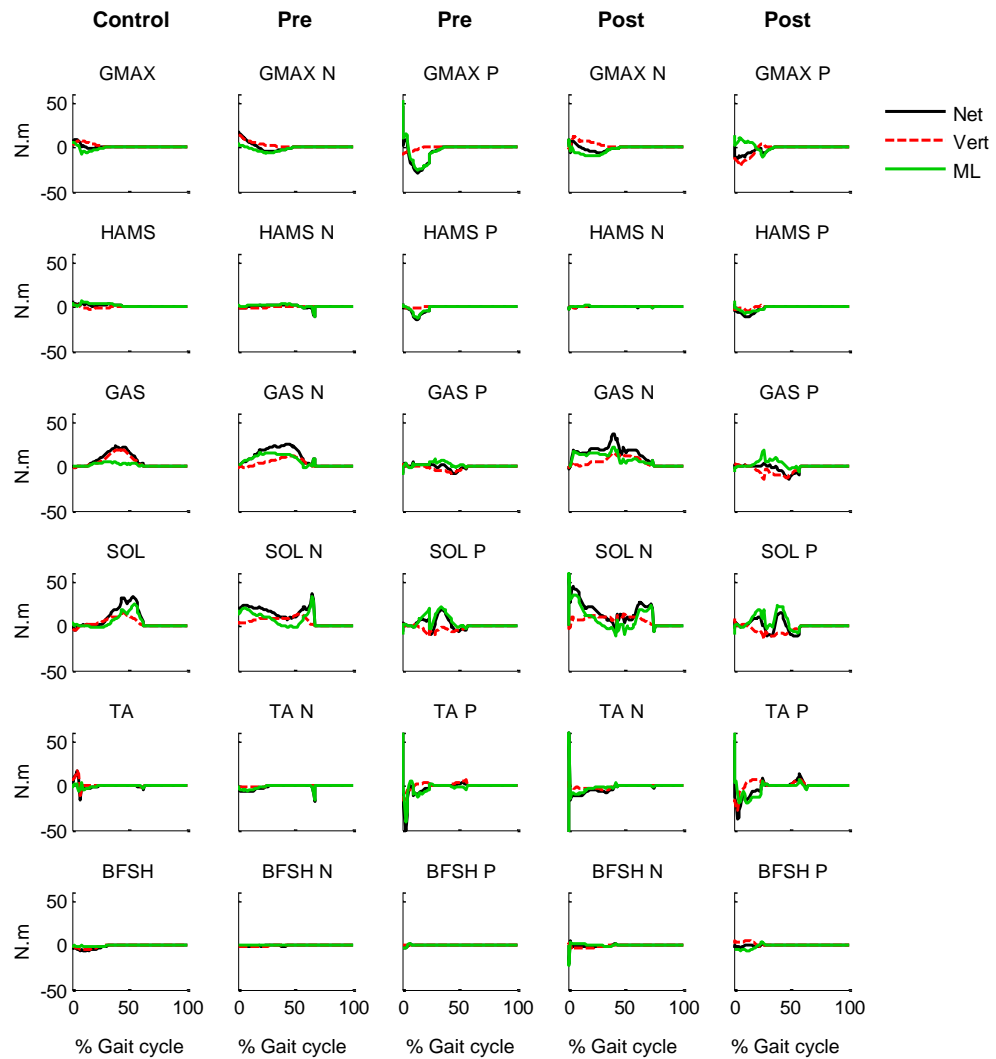 Control Pre Pre Post Post
GMAX GMAX N GMAX P GMAX N GMAX P
50
0
-50
N.m
Net
Vert
ML
HAMS HAMS N HAMS P HAMS N HAMS P
50
0
-50
N.m
GAS GAS N GAS P GAS N GAS P
50
0
-50
N.m
SOL SOL N SOL P SOL N SOL P
50
0
-50
N.m
TA TA N TA P TA N TA P
50
0
-50
N.m
BFSH BFSH N BFSH P BFSH N BFSH P
50
0
-50
N.m
0 50 100 0 50 100 0 50 100 0 50 100 0 50 100
% Gait cycle % Gait cycle % Gait cycle % Gait cycle % Gait cycle